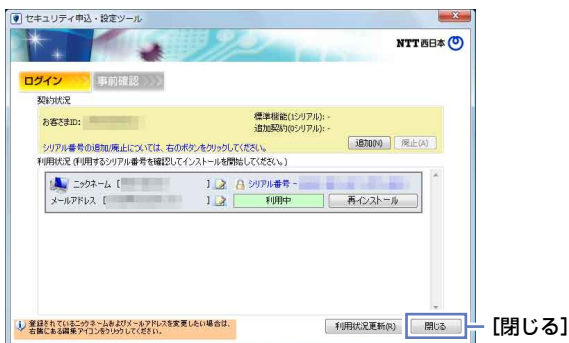 セキュリティ申込・設定ツール
NTT西日本
ログイン 事前確認
契約状況
お客さまID:
標準機能(1シリアル): -
追加契約(0シリアル): -
シリアル番号の追加/廃止については、右のボタンをクリックしてください。 追加(N) 廃止(A)
利用状況 (利用するシリアル番号を確認してインストールを開始してください。)
ニックネーム [ ] シリアル番号 -
メールアドレス [ ] 利用中 再インストール
登録されているニックネームおよびメールアドレスを変更したい場合は、
右側にある編集アイコンをクリックしてください。
利用状況更新(R) 閉じる
[閉じる]